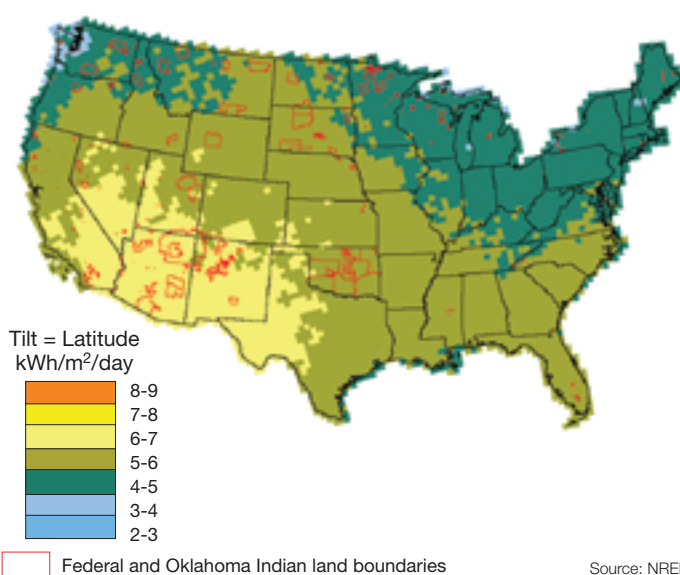 Tilt = Latitude
kWh/m²/day
8-9
7-8
6-7
5-6
4-5
3-4
2-3
Federal and Oklahoma Indian land boundaries
Source: NREL